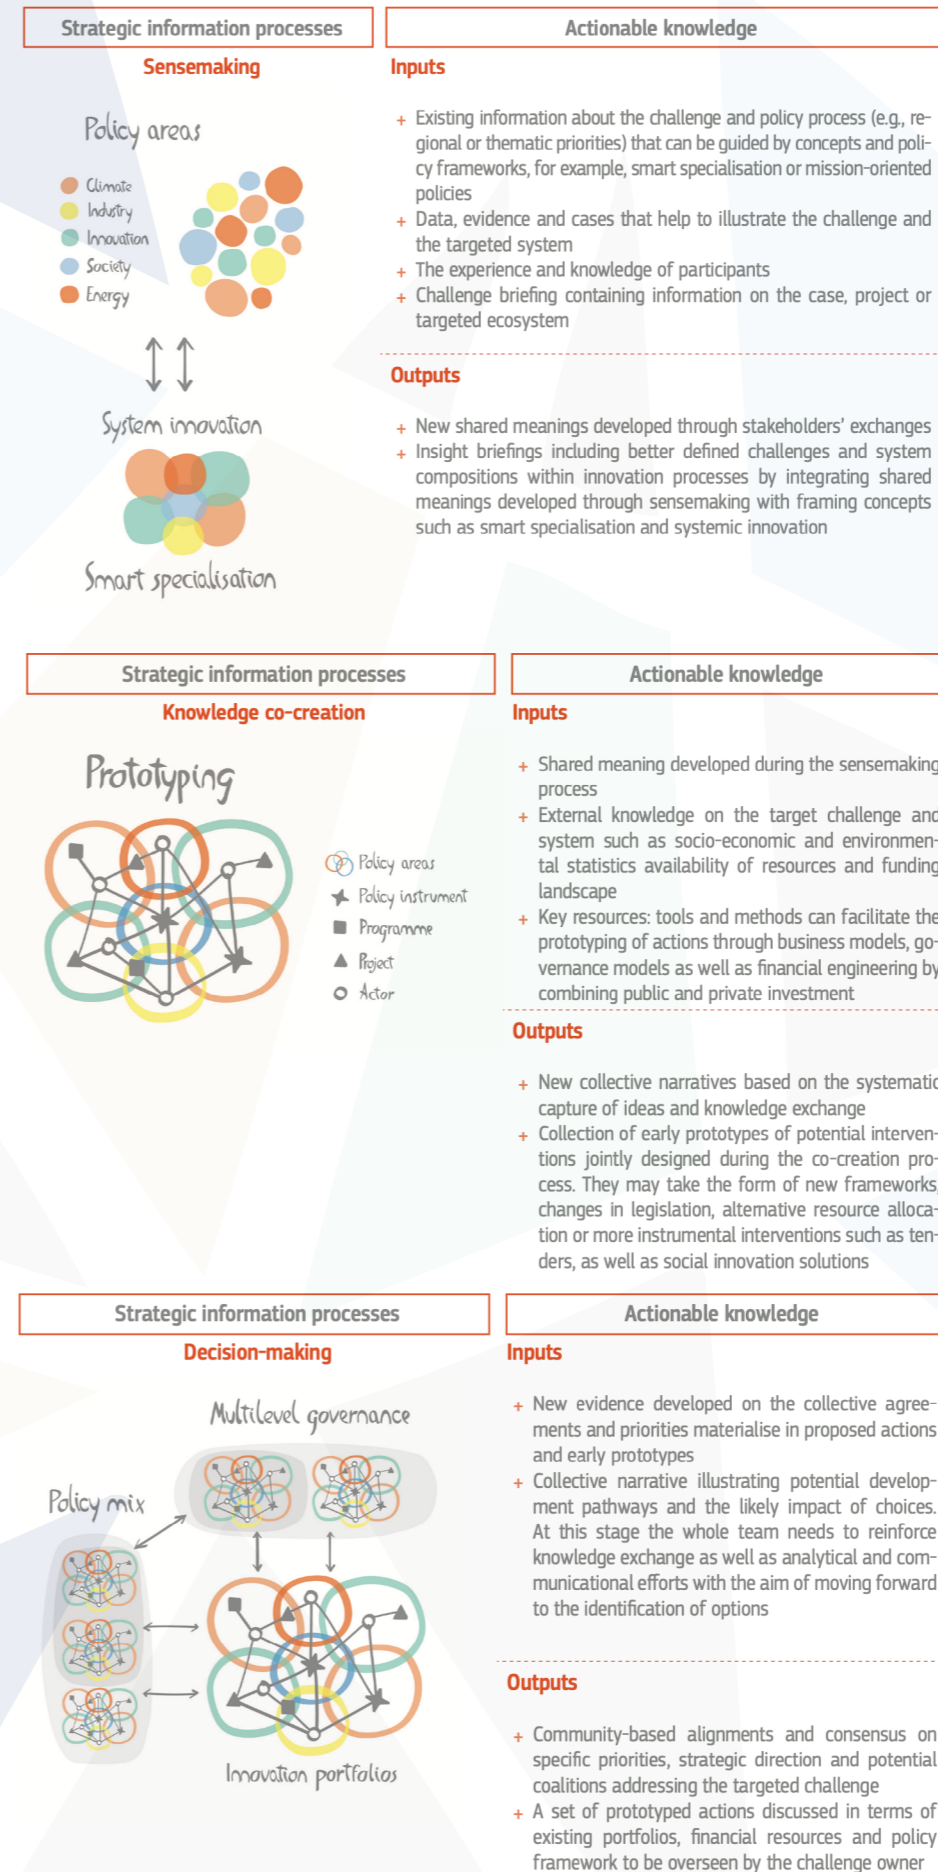 Strategic information processes
Actionable knowledge
Sensemaking
Policy areas
Climate
Industry
Innovation
Society
Energy
System innovation
Smart specialisation
Inputs
+ Existing information about the challenge and policy process (e.g., re-
gional or thematic priorities) that can be guided by concepts and poli-
cy frameworks, for example, smart specialisation or mission-oriented
policies
+ Data, evidence and cases that help to illustrate the challenge and
the targeted system
+ The experience and knowledge of participants
+ Challenge briefing containing information on the case, project or
targeted ecosystem
Outputs
+ New shared meanings developed through stakeholders' exchanges
+ Insight briefings including better defined challenges and system
compositions within innovation processes by integrating shared
meanings developed through sensemaking with framing concepts
such as smart specialisation and systemic innovation
Strategic information processes
Actionable knowledge
Knowledge co-creation
Prototyping
Policy areas
Policy instrument
Programme
Project
Actor
Inputs
+ Shared meaning developed during the sensemaking
process
+ External knowledge on the target challenge and
system such as socio-economic and environmen-
tal statistics availability of resources and funding
landscape
+ Key resources: tools and methods can facilitate the
prototyping of actions through business models, go-
vernance models as well as financial engineering by
combining public and private investment
Outputs
+ New collective narratives based on the systematic
capture of ideas and knowledge exchange
+ Collection of early prototypes of potential interven-
tions jointly designed during the co-creation pro-
cess. They may take the form of new frameworks,
changes in legislation, alternative resource alloca-
tion or more instrumental interventions such as ten-
ders, as well as social innovation solutions
Strategic information processes
Actionable knowledge
Decision-making
Multilevel governance
Policy mix
Innovation portfolios
Inputs
+ New evidence developed on the collective agree-
ments and priorities materialise in proposed actions
and early prototypes
+ Collective narrative illustrating potential develop-
ment pathways and the likely impact of choices.
At this stage the whole team needs to reinforce
knowledge exchange as well as analytical and com-
municational efforts with the aim of moving forward
to the identification of options
Outputs
+ Community-based alignments and consensus on
specific priorities, strategic direction and potential
coalitions addressing the targeted challenge
+ A set of prototyped actions discussed in terms of
existing portfolios, financial resources and policy
framework to be overseen by the challenge owner